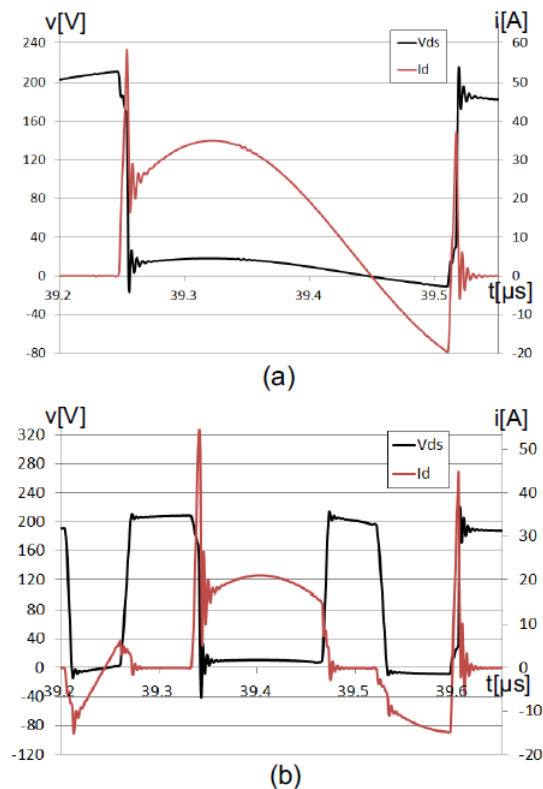 v[V] i[A]
240 60
Vds
Id
200 50
160 40
120 30
80 20
40 10
0 0
39.2 39.3 39.4 39.5 t[µs]
-40 -10
-80 -20
(a)
v[V] i[A]
320 50
Vds
Id
280
240 40
200 30
160
120 20
80
40 10
0 0
39.2 39.3 39.4 39.5 39.6 t[µs]
-40
-80 -10
-120 -20
(b)